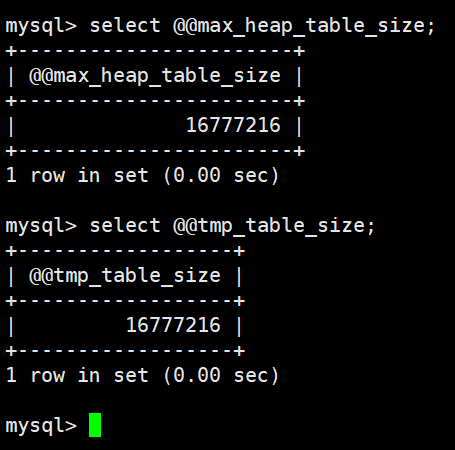 mysql> select @@max_heap_table_size;
+-----------------------+
| @@max_heap_table_size |
+-----------------------+
|              16777216 |
+-----------------------+
1 row in set (0.00 sec)

mysql> select @@tmp_table_size;
+------------------+
| @@tmp_table_size |
+------------------+
|         16777216 |
+------------------+
1 row in set (0.00 sec)

mysql>